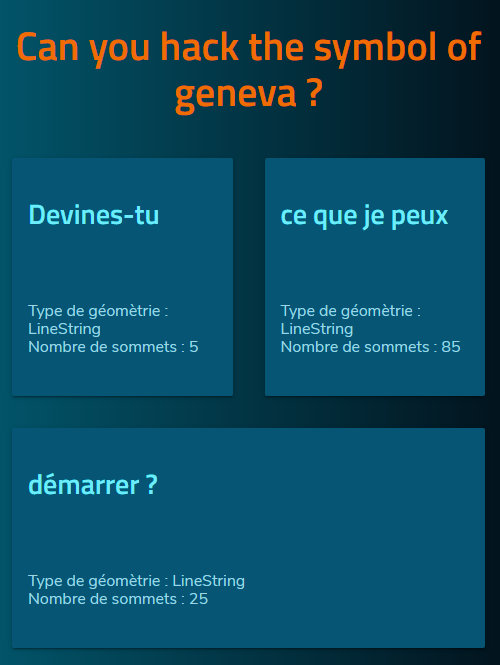 Can you hack the symbol of
geneva ?
Devines-tu
Type de géomètrie :
LineString
Nombre de sommets : 5
ce que je peux
Type de géomètrie :
LineString
Nombre de sommets : 85
démarrer ?
Type de géomètrie : LineString
Nombre de sommets : 25